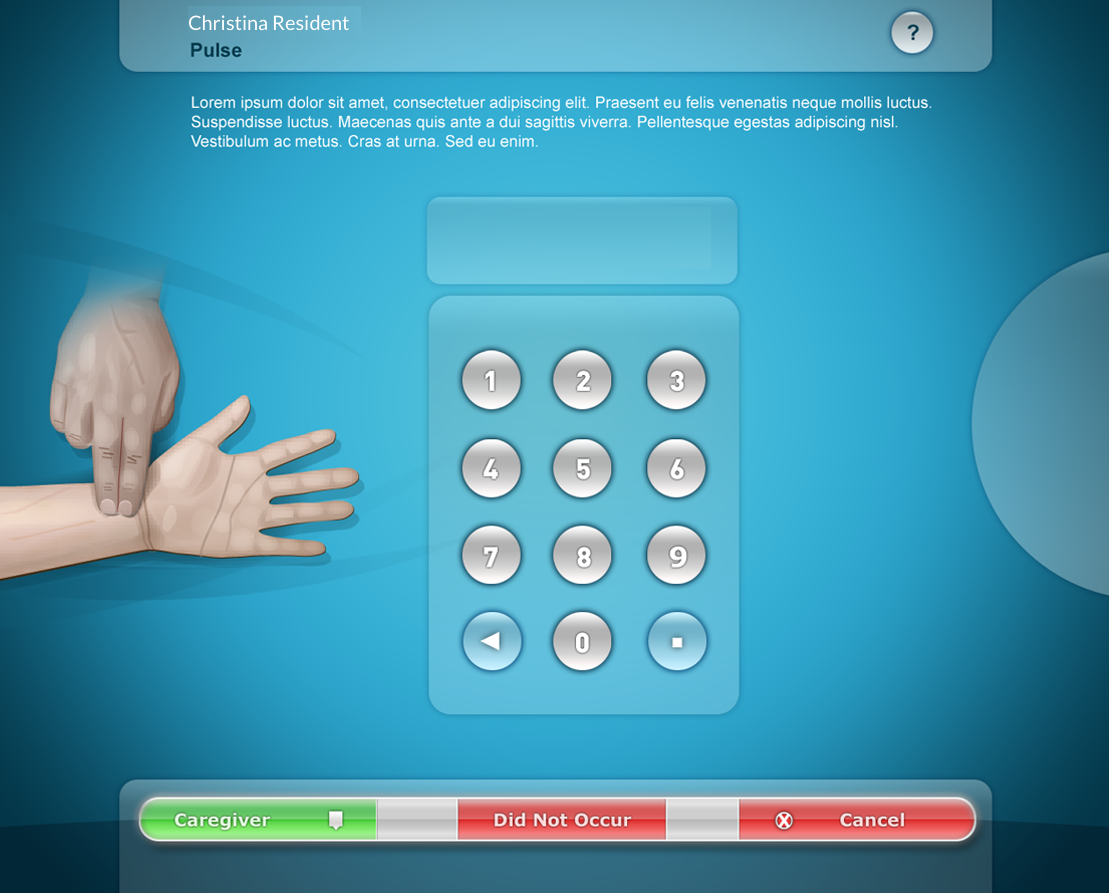 Christina Resident
Pulse
?
Lorem ipsum dolor sit amet, consectetuer adipiscing elit. Praesent eu felis venenatis neque mollis luctus.
Suspendisse luctus. Maecenas quis ante a dui sagittis viverra. Pellentesque egestas adipiscing nisl.
Vestibulum ac metus. Cras at urna. Sed eu enim.
1 2 3
4 5 6
7 8 9
0
Caregiver Did Not Occur X Cancel